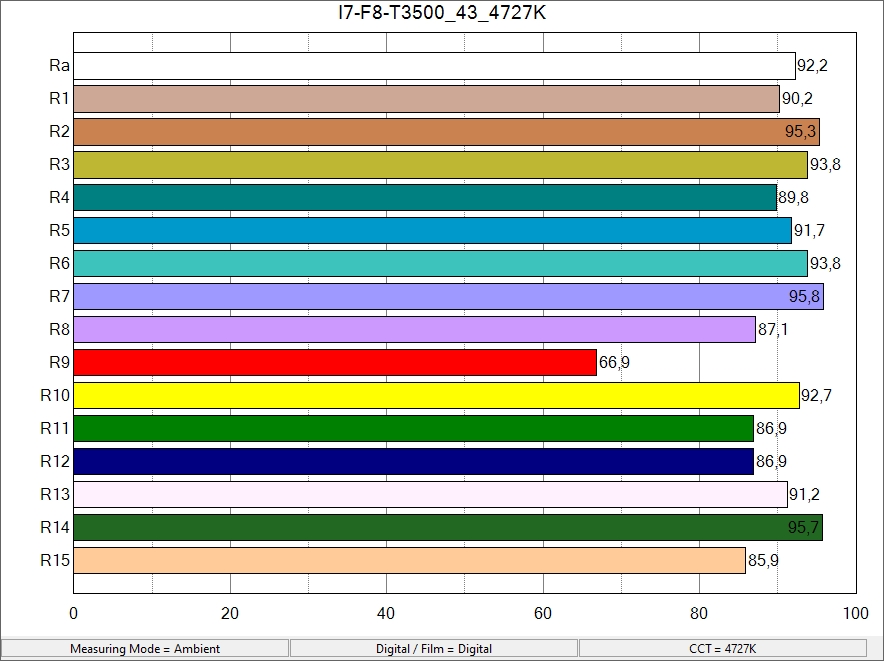 I7-F8-T3500_43_4727K
Ra 92,2
R1 90,2
R2 95,3
R3 93,8
R4 89,8
R5 91,7
R6 93,8
R7 95,8
R8 87,1
R9 66,9
R10 92,7
R11 86,9
R12 86,9
R13 91,2
R14 95,7
R15 85,9
0 20 40 60 80 100
Measuring Mode = Ambient Digital / Film = Digital CCT = 4727K